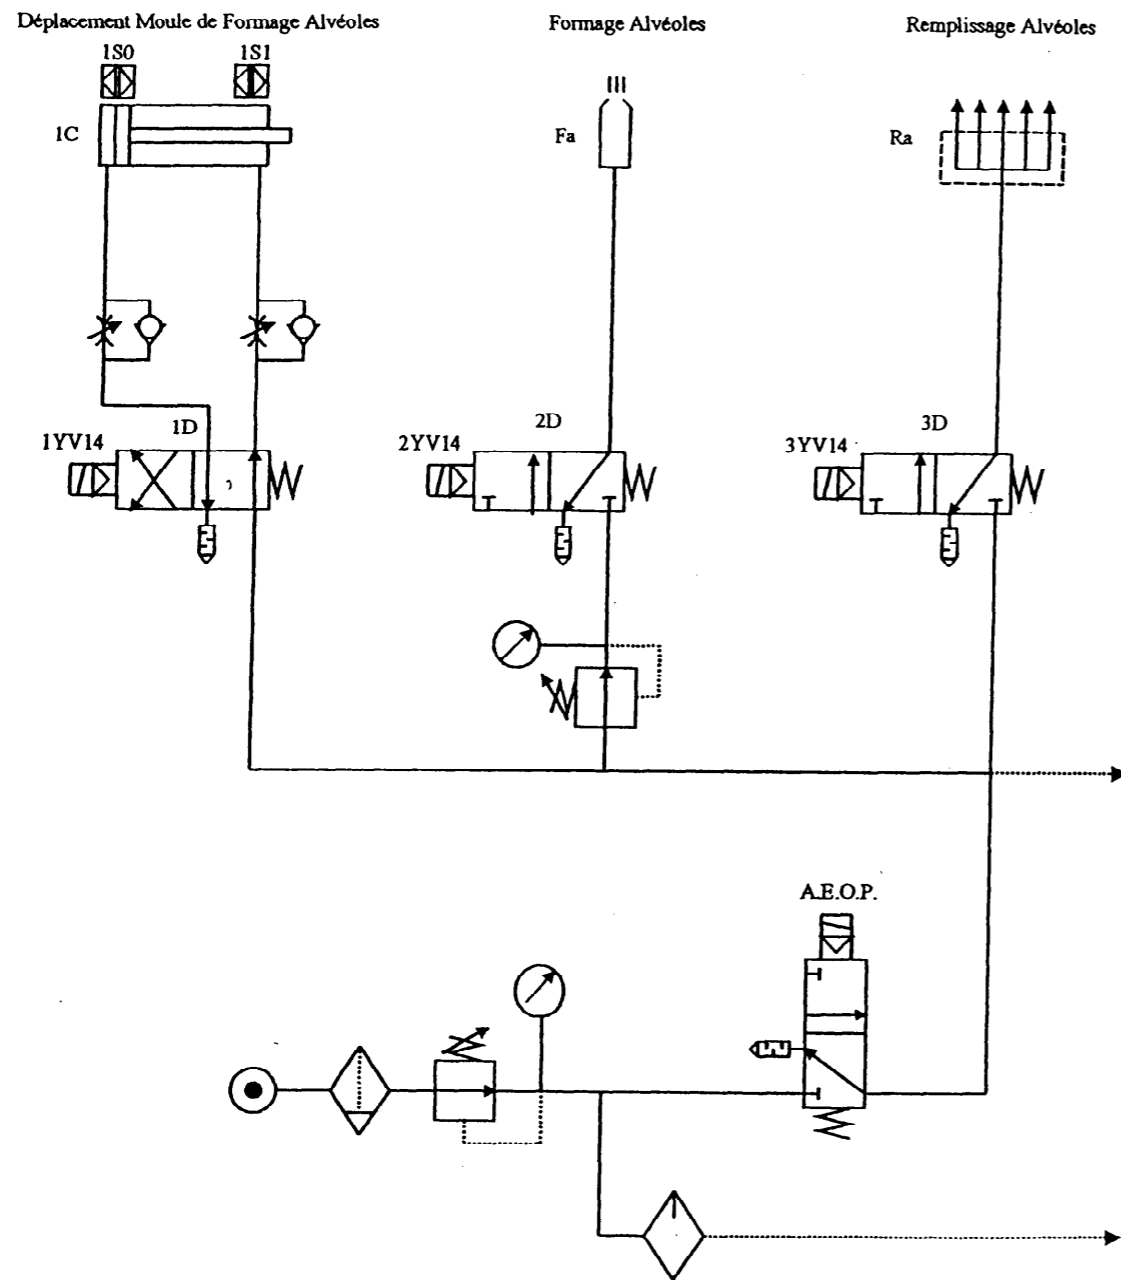 Déplacement Moule de Formage Alvéoles
Formage Alvéoles
Remplissage Alvéoles
1S0
1S1
1C
Fa
Ra
1YV14
1D
2YV14
2D
3YV14
3D
A.E.O.P.